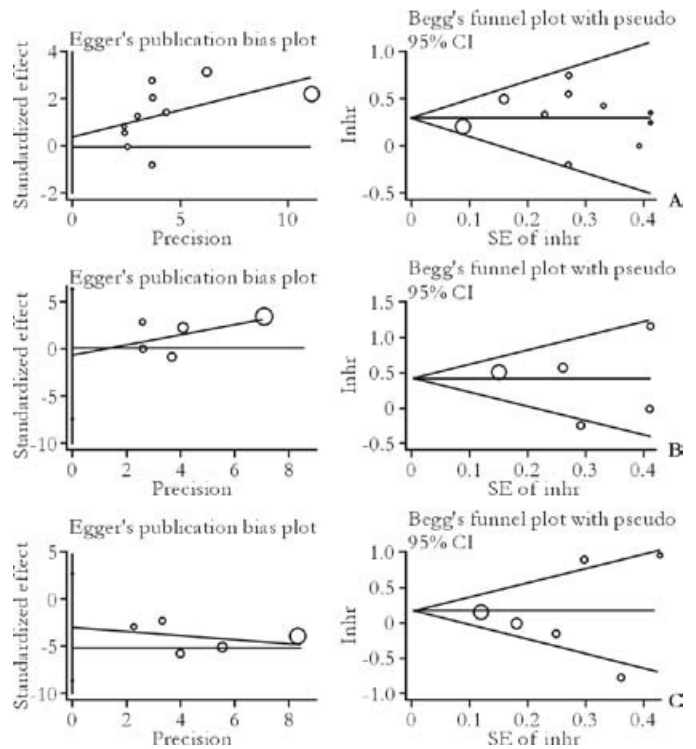 Egger's publication bias plot
Standardized effect
4
2
0
-2
0
5
10
Precision
Begg's funnel plot with pseudo
95% CI
lnhr
1.0
0.5
0
-0.5
0
0.1
0.2
0.3
0.4
SE of lnhr
A
Egger's publication bias plot
Standardized effect
5
0
-5
-10
0
2
4
6
8
Precision
Begg's funnel plot with pseudo
95% CI
lnhr
1.5
1.0
0.5
0
-0.5
0
0.1
0.2
0.3
0.4
SE of lnhr
B
Egger's publication bias plot
Standardized effect
5
0
-5
-10
0
2
4
6
8
Precision
Begg's funnel plot with pseudo
95% CI
lnhr
1.0
0.5
0
-0.5
-1.0
0
0.1
0.2
0.3
0.4
SE of lnhr
C